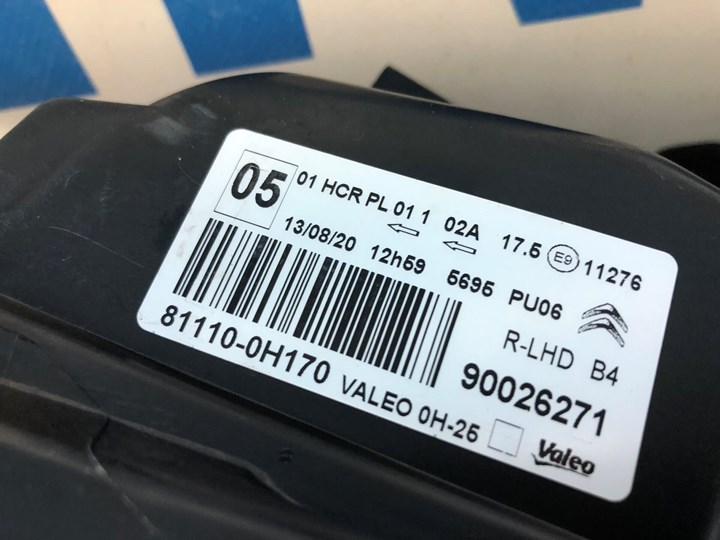 05
01 HCR PL 01 1 02A 17.5 E9 11276
13/08/20 12h59 5695 PU06
R-LHD B4
81110-0H170 90026271
VALEO 0H-25
Valeo